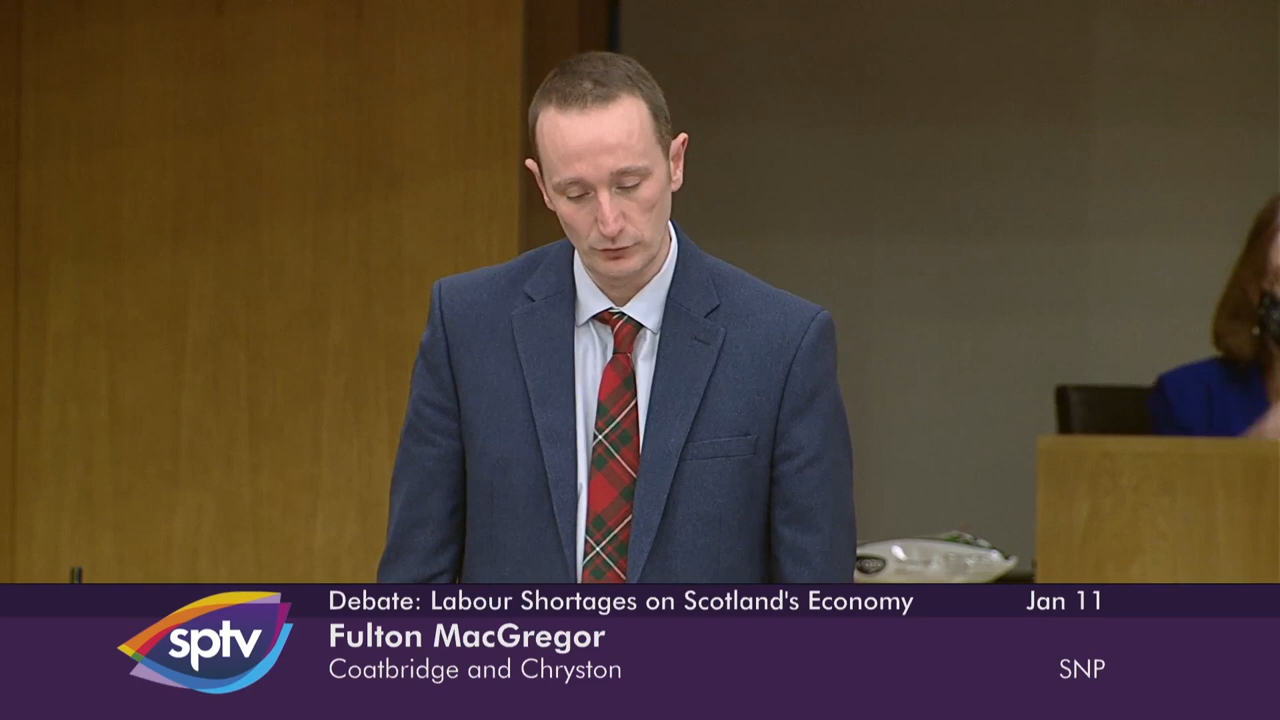 Debate: Labour Shortages on Scotland's Economy Jan 11
sptv
Fulton MacGregor
Coatbridge and Chryston SNP